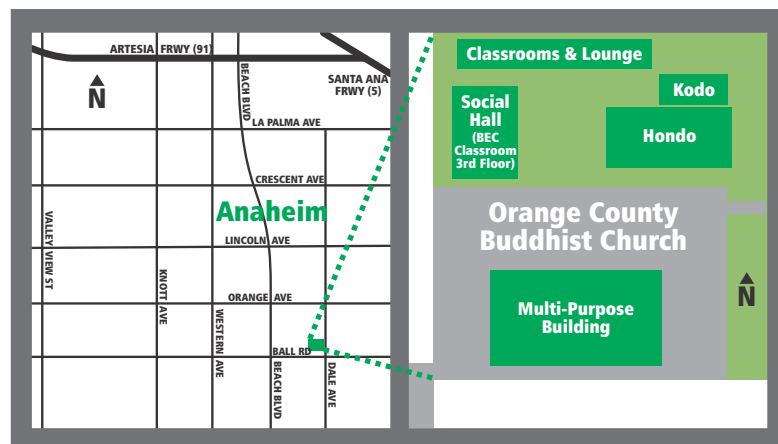 ARTESIA FRWY (91)
SANTA ANA
FRWY (5)
N
BEACH BLVD
LA PALMA AVE
CRESCENT AVE
Anaheim
LINCOLN AVE
VALLEY VIEW ST
KNOTT AVE
ORANGE AVE
WESTERN AVE
BALL RD
BEACH BLVD
DALE AVE
Classrooms & Lounge
Kodo
Social
Hall
(BEC
Classroom
3rd Floor)
Hondo
Orange County
Buddhist Church
N
Multi-Purpose
Building